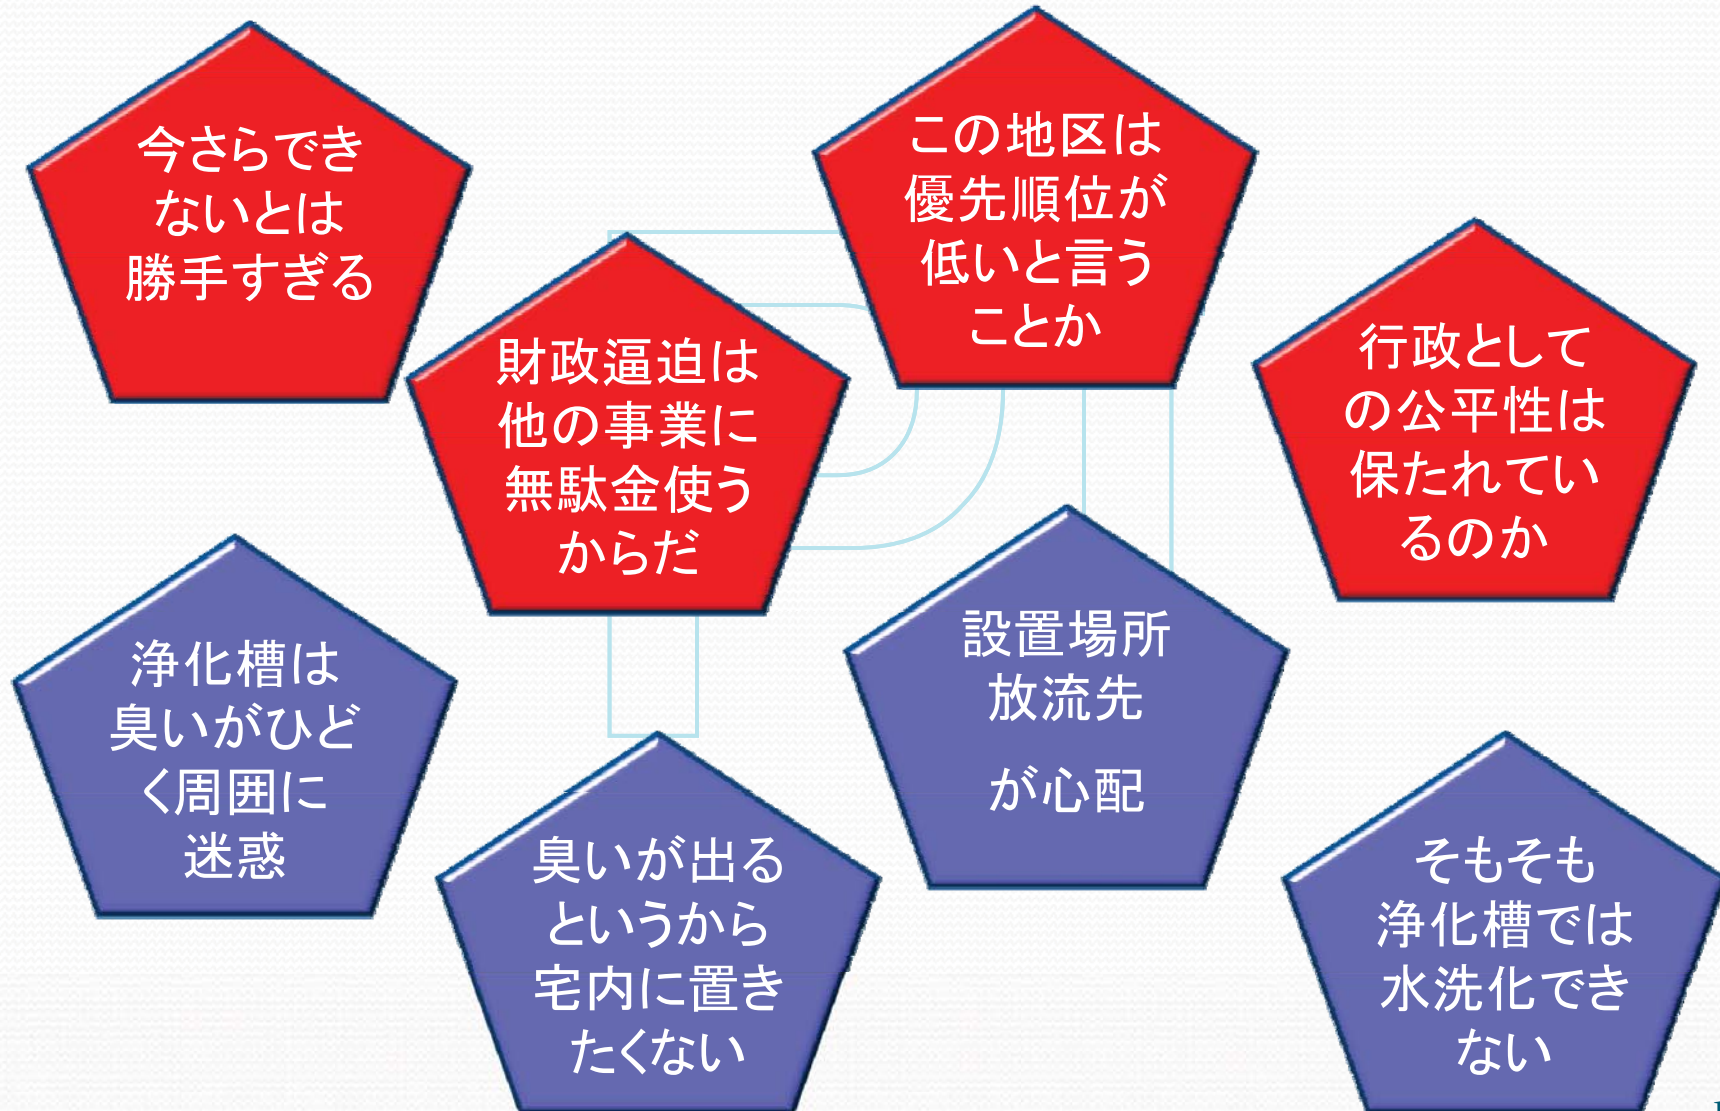 今さらでき
ないとは
勝手すぎる
この地区は
優先順位が
低いと言う
ことか
財政逼迫は
他の事業に
無駄金使う
からだ
行政として
の公平性は
保たれてい
るのか
浄化槽は
臭いがひど
く周囲に
迷惑
設置場所
放流先
が心配
臭いが出る
というから
宅内に置き
たくない
そもそも
浄化槽では
水洗化でき
ない